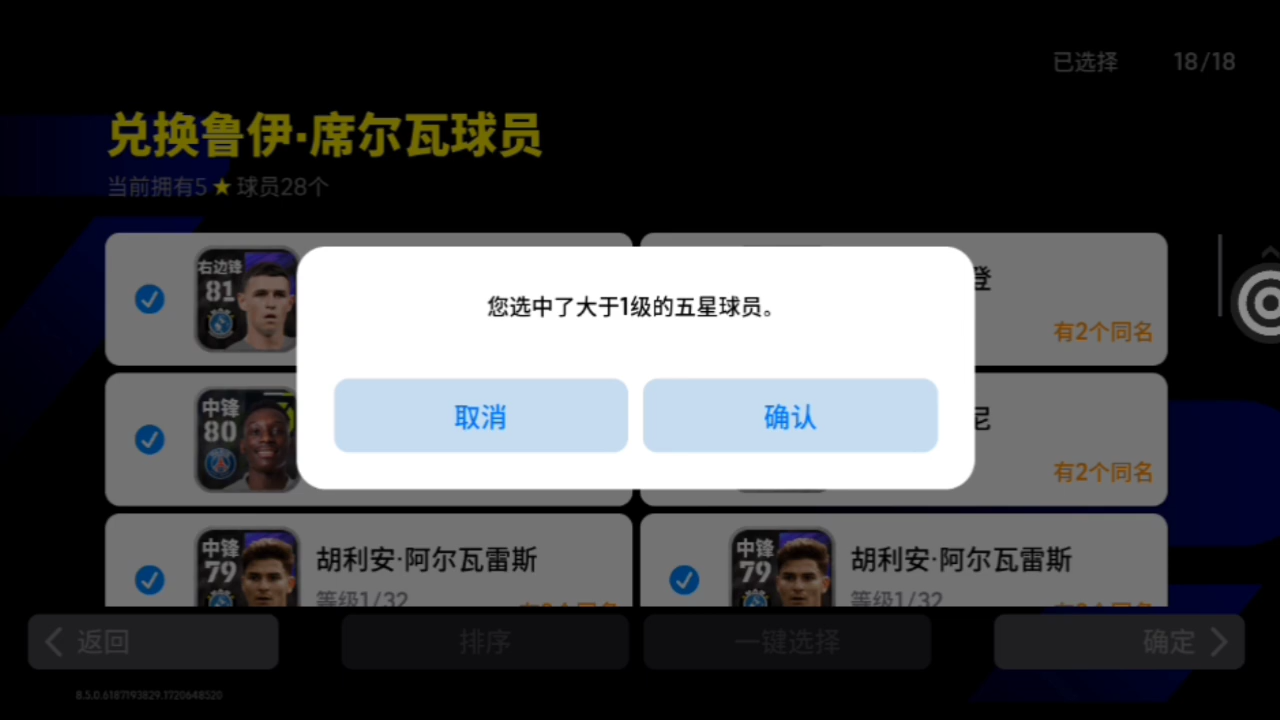 已选择 18/18
兑换鲁伊·席尔瓦球员
当前拥有5★球员28个
右边锋
81
登
有2个同名
您选中了大于1级的五星球员。
取消 确认
中锋
80
尼
有2个同名
中锋
79
胡利安·阿尔瓦雷斯
等级1/32
中锋
79
胡利安·阿尔瓦雷斯
等级1/32
返回 排序 一键选择 确定
8.5.0.6187193829.1720648520